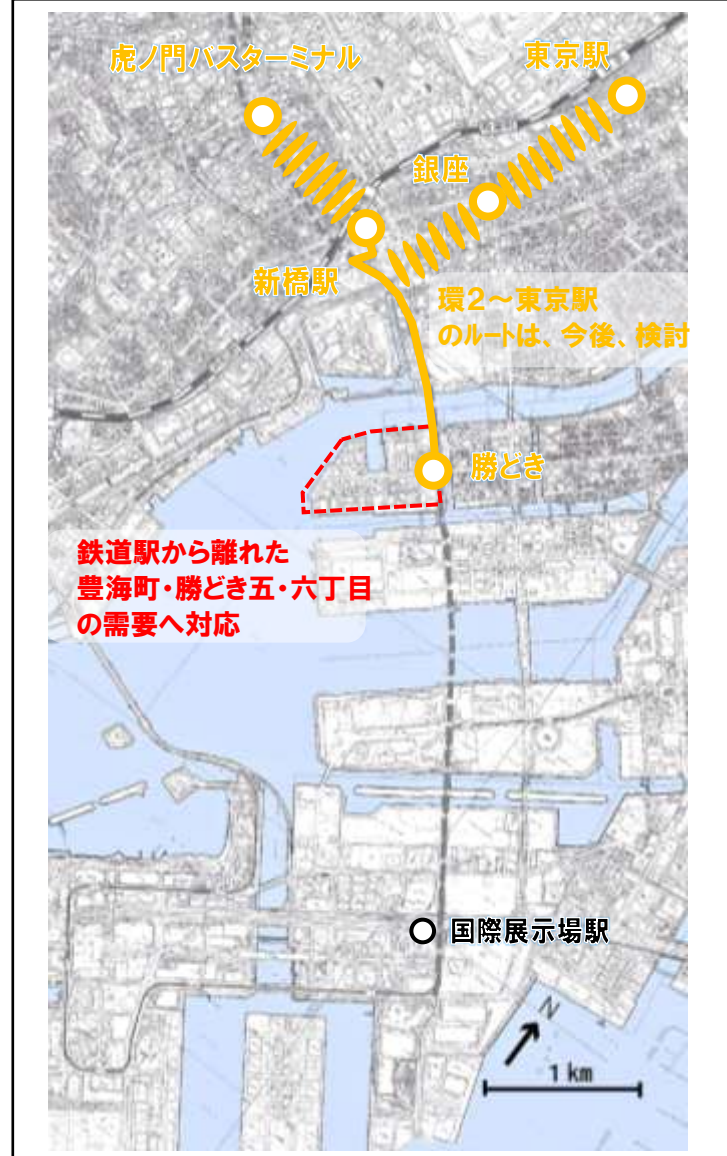 虎ノ門バスターミナル
東京駅
銀座
新橋駅
環2～東京駅
のルートは、今後、検討
勝どき
鉄道駅から離れた
豊海町・勝どき五・六丁目
の需要へ対応
国際展示場駅
N
1 km